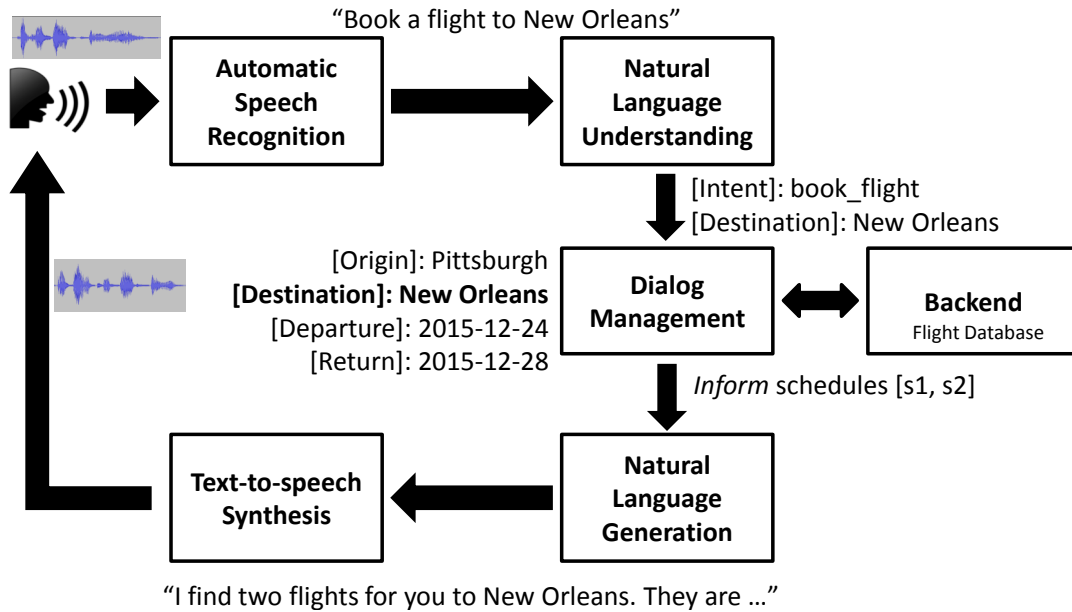 “Book a flight to New Orleans”
Automatic
Speech
Recognition
Natural
Language
Understanding
[Intent]: book_flight
[Destination]: New Orleans
[Origin]: Pittsburgh
[Destination]: New Orleans
[Departure]: 2015-12-24
[Return]: 2015-12-28
Dialog
Management
Backend
Flight Database
Inform schedules [s1, s2]
Text-to-speech
Synthesis
Natural
Language
Generation
“I find two flights for you to New Orleans. They are …”